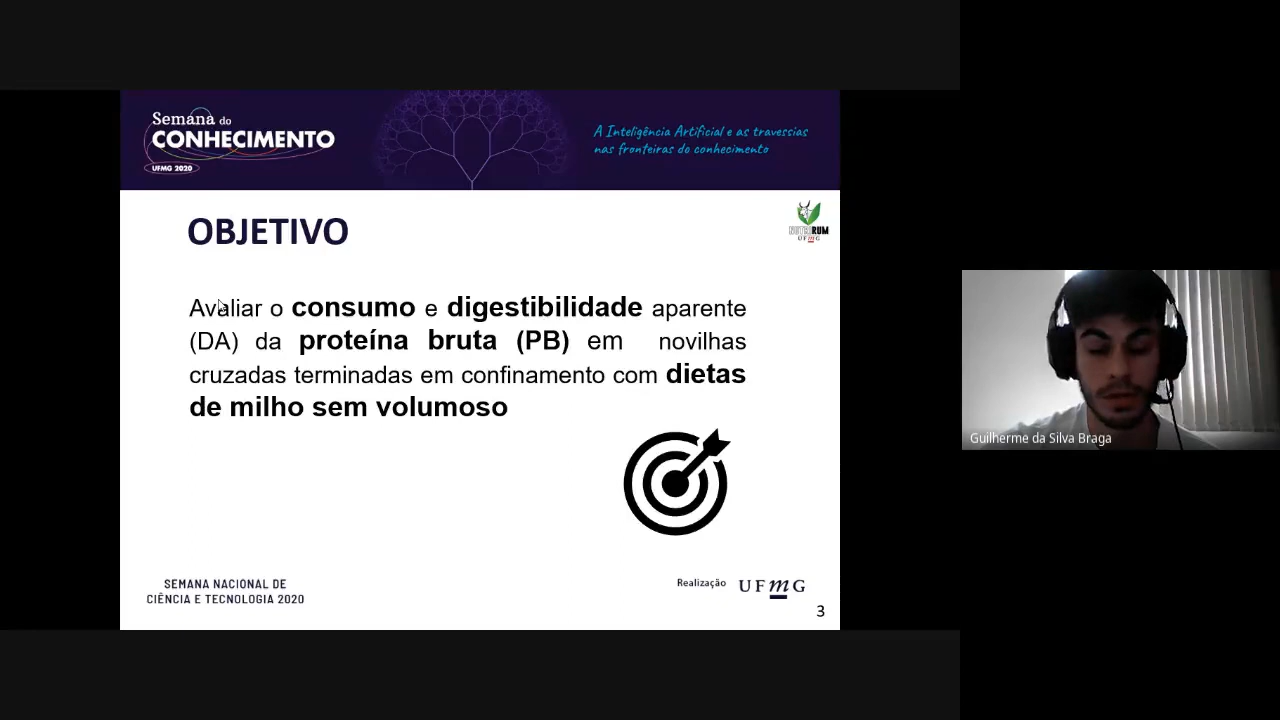 Semana do
CONHECIMENTO
UFMG 2020
A Inteligência Artificial e as travessias
nas fronteiras do conhecimento
OBJETIVO
NUTRIRUM
UFMG
Avaliar o consumo e digestibilidade aparente
(DA) da proteína bruta (PB) em novilhas
cruzadas terminadas em confinamento com dietas
de milho sem volumoso
SEMANA NACIONAL DE
CIÊNCIA E TECNOLOGIA 2020
Realização UFMG
3
Guilherme da Silva Braga